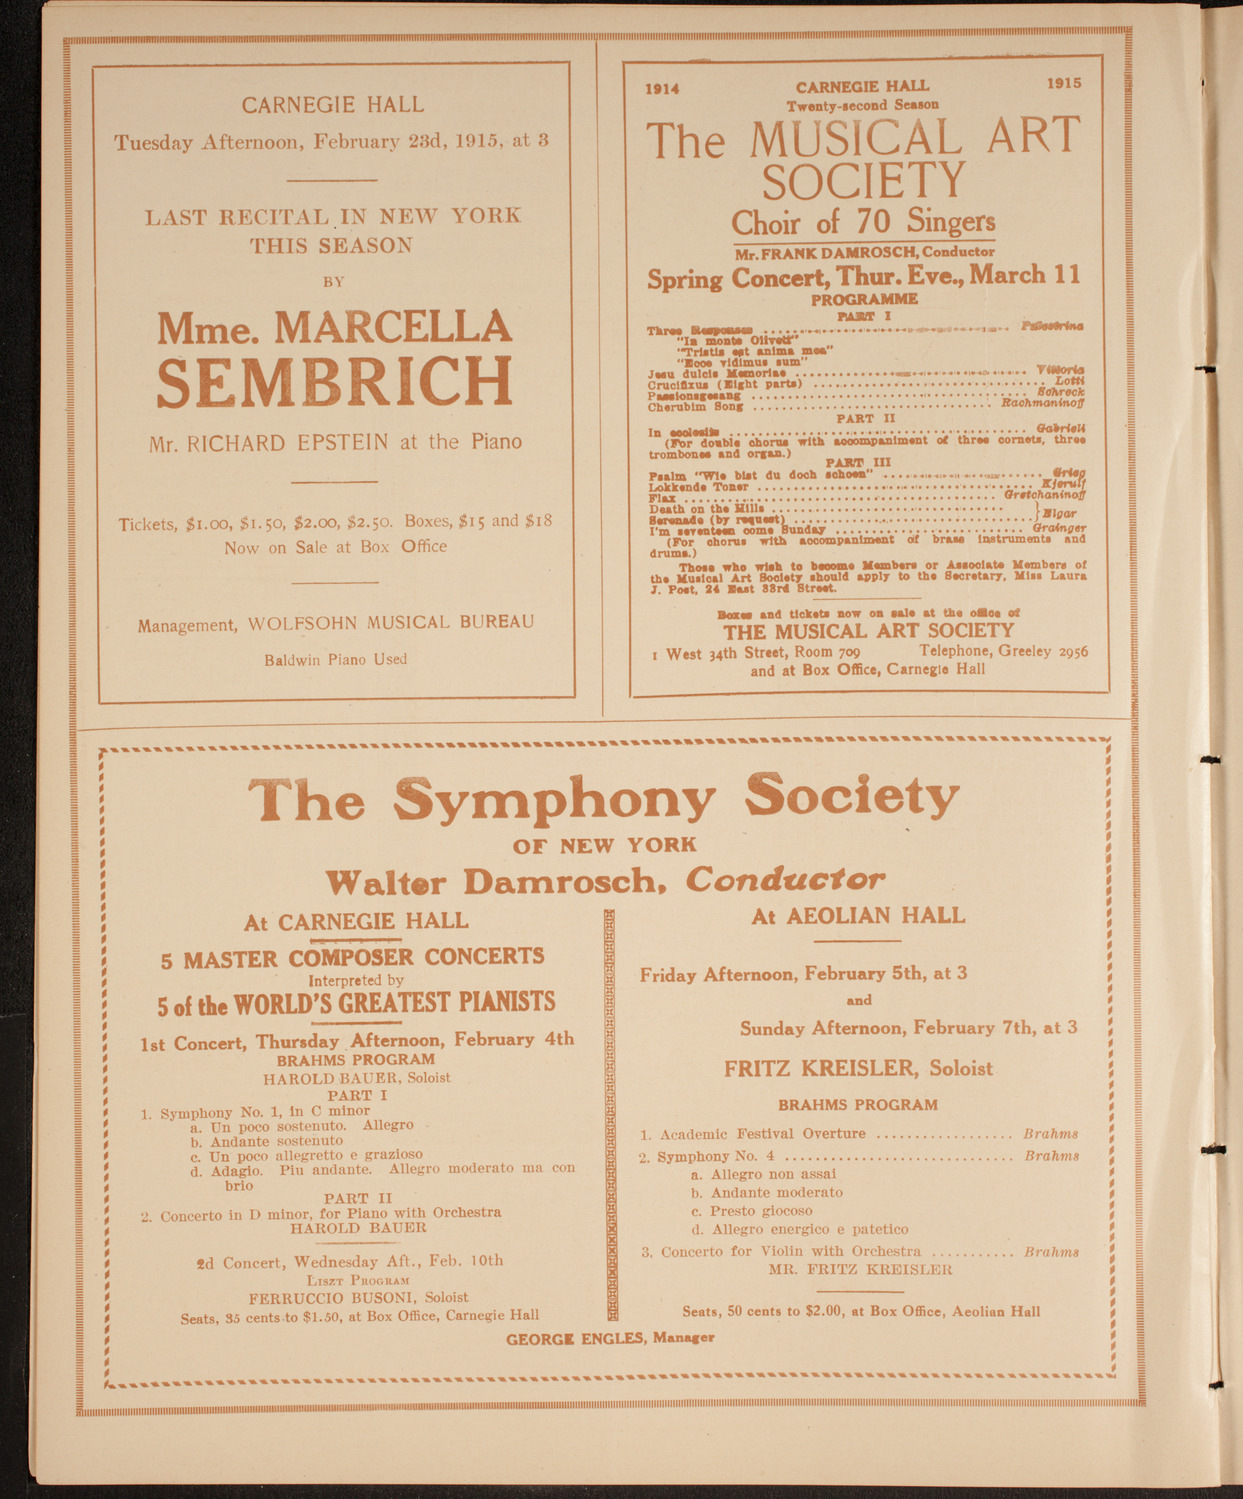 CARNEGIE HALL
Tuesday Afternoon, February 23d, 1915, at 3
LAST RECITAL IN NEW YORK
THIS SEASON
BY
Mme. MARCELLA
SEMBRICH
Mr. RICHARD EPSTEIN at the Piano
Tickets, $1.00, $1.50, $2.00, $2.50. Boxes, $15 and $18
Now on Sale at Box Office
Management, WOLFSOHN MUSICAL BUREAU
Baldwin Piano Used
1914 CARNEGIE HALL 1915
Twenty-second Season
The MUSICAL ART
SOCIETY
Choir of 70 Singers
Mr. FRANK DAMROSCH, Conductor
Spring Concert, Thur. Eve., March 11
PROGRAMME
PART I
Three Responses .......... Palestrina
"In monte Oliveti"
"Tristis est anima mea"
"Ecce vidimus eum"
Jesu dulcis Memoriae .......... Vittoria
Crucifixus (Eight parts) .......... Lotti
Passionsgesang .......... Schreck
Cherubim Song .......... Rachmaninoff
PART II
In ecclesiis .......... Gabrieli
(For double chorus with accompaniment of three cornets, three
trombones and organ.)
PART III
Psalm "Wie bist du doch schoen" .......... Grieg
Lokkende Toner .......... Kjerulf
Flax .......... Gretchaninoff
Death on the Hills ..........
Serenade (by request) .......... } Elgar
I'm seventeen come Sunday .......... Grainger
(For chorus with accompaniment of brass instruments and
drums.)
Those who wish to become Members or Associate Members of
the Musical Art Society should apply to the Secretary, Miss Laura
J. Post, 24 East 33rd Street.
Boxes and tickets now on sale at the office of
THE MUSICAL ART SOCIETY
1 West 34th Street, Room 709 Telephone, Greeley 2956
and at Box Office, Carnegie Hall
The Symphony Society
OF NEW YORK
Walter Damrosch, Conductor
At CARNEGIE HALL
5 MASTER COMPOSER CONCERTS
Interpreted by
5 of the WORLD'S GREATEST PIANISTS
1st Concert, Thursday Afternoon, February 4th
BRAHMS PROGRAM
HAROLD BAUER, Soloist
PART I
1. Symphony No. 1, in C minor
a. Un poco sostenuto. Allegro
b. Andante sostenuto
c. Un poco allegretto e grazioso
d. Adagio. Piu andante. Allegro moderato ma con
brio
PART II
2. Concerto in D minor, for Piano with Orchestra
HAROLD BAUER
2d Concert, Wednesday Aft., Feb. 10th
LISZT PROGRAM
FERRUCCIO BUSONI, Soloist
Seats, 35 cents to $1.50, at Box Office, Carnegie Hall
At AEOLIAN HALL
Friday Afternoon, February 5th, at 3
and
Sunday Afternoon, February 7th, at 3
FRITZ KREISLER, Soloist
BRAHMS PROGRAM
1. Academic Festival Overture .......... Brahms
2. Symphony No. 4 .......... Brahms
a. Allegro non assai
b. Andante moderato
c. Presto giocoso
d. Allegro energico e patetico
3. Concerto for Violin with Orchestra .......... Brahms
MR. FRITZ KREISLER
Seats, 50 cents to $2.00, at Box Office, Aeolian Hall
GEORGE ENGLES, Manager